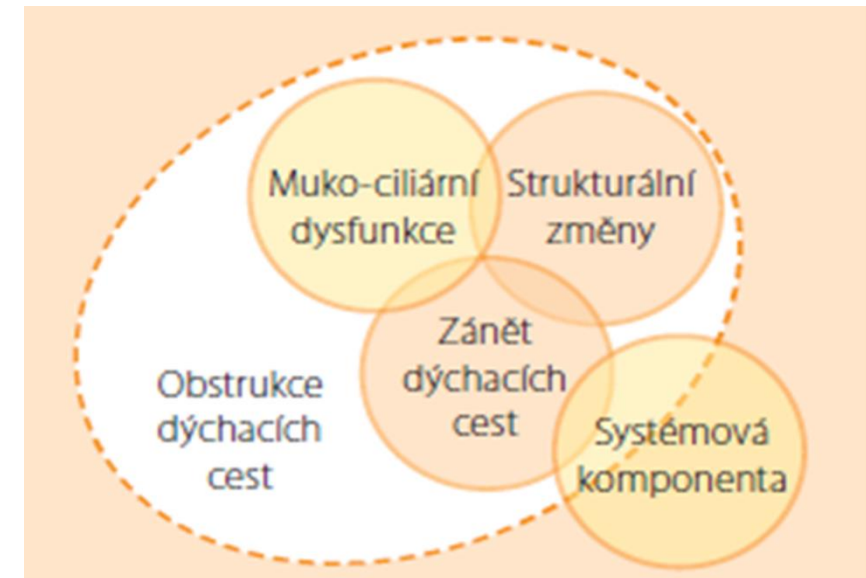 Muko-ciliární
dysfunkce
Strukturální
změny
Zánět
dýchacích
cest
Obstrukce
dýchacích
cest
Systémová
komponenta